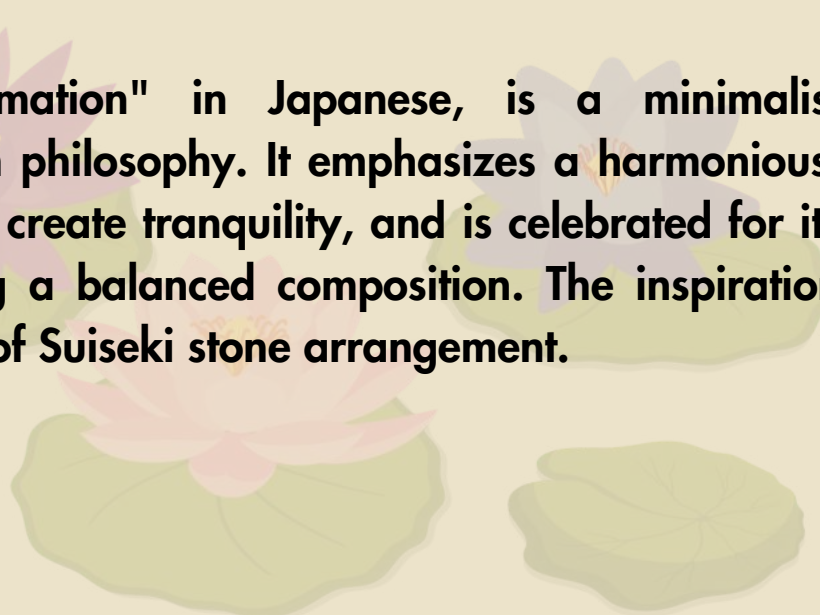 mation" in Japanese, is a minimalis
philosophy. It emphasizes a harmonious
create tranquility, and is celebrated for it
g a balanced composition. The inspiration
of Suiseki stone arrangement.